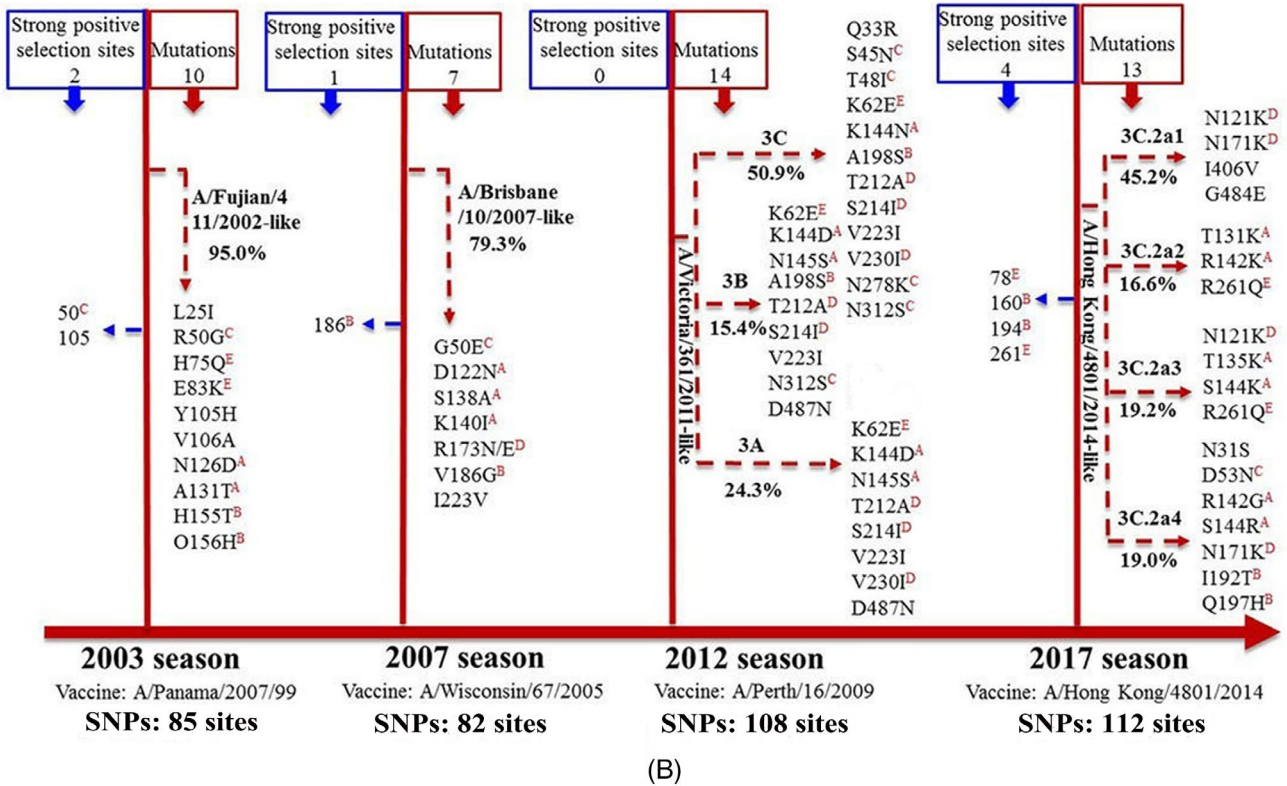 Strong positive
selection sites
2
Mutations
10
Strong positive
selection sites
1
Mutations
7
Strong positive
selection sites
0
Mutations
14
Strong positive
selection sites
4
Mutations
13
A/Fujian/4
11/2002-like
95.0%
50C
105
L25I
R50GC
H75QE
E83KE
Y105H
V106A
N126DA
A131TA
H155TB
O156HB
A/Brisbane
/10/2007-like
79.3%
186B
G50EC
D122NA
S138AA
K140IA
R173N/ED
V186GB
I223V
A/Victoria/361/2011-like
3C
50.9%
Q33R
S45NC
T48IC
K62EE
K144NA
A198SB
T212AD
S214ID
V223I
V230ID
N278KC
N312SC
3B
15.4%
K62EE
K144DA
N145SA
A198SB
T212AD
S214ID
V223I
N312SC
D487N
3A
24.3%
K62EE
K144DA
N145SA
T212AD
S214ID
V223I
V230ID
D487N
78E
160B
194B
261E
A/Hong Kong/4801/2014-like
3C.2a1
45.2%
N121KD
N171KD
I406V
G484E
3C.2a2
16.6%
T131KA
R142KA
R261QE
3C.2a3
19.2%
N121KD
T135KA
S144KA
R261QE
3C.2a4
19.0%
N31S
D53NC
R142GA
S144RA
N171KD
I192TB
Q197HB
2003 season
Vaccine: A/Panama/2007/99
SNPs: 85 sites
2007 season
Vaccine: A/Wisconsin/67/2005
SNPs: 82 sites
2012 season
Vaccine: A/Perth/16/2009
SNPs: 108 sites
2017 season
Vaccine: A/Hong Kong/4801/2014
SNPs: 112 sites
(B)